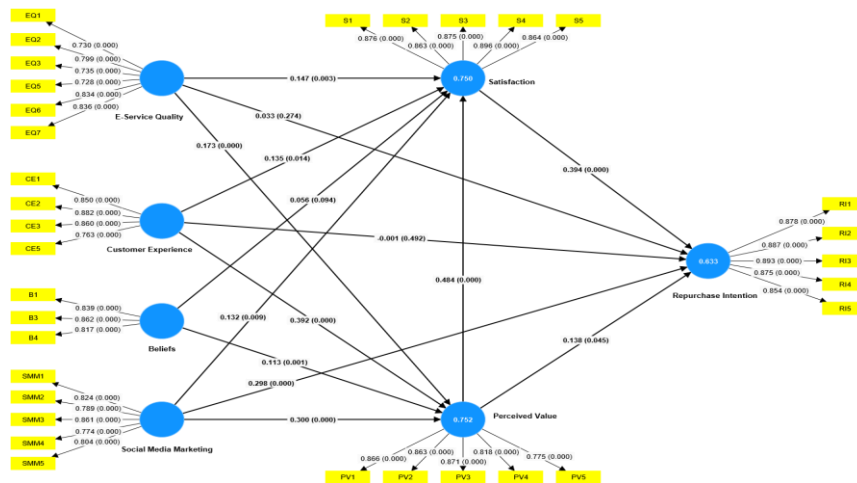 EQ1
EQ2
EQ3
EQ5
EQ6
EQ7
0.730 (0.000)
0.799 (0.000)
0.735 (0.000)
0.728 (0.000)
0.834 (0.000)
0.836 (0.000)
E-Service Quality
S1
S2
S3
S4
S5
0.876 (0.000)
0.863 (0.000)
0.875 (0.000)
0.896 (0.000)
0.864 (0.000)
0.750
Satisfaction
0.147 (0.003)
0.033 (0.274)
0.173 (0.000)
0.135 (0.014)
0.056 (0.094)
0.394 (0.000)
CE1
CE2
CE3
CE5
0.850 (0.000)
0.882 (0.000)
0.860 (0.000)
0.763 (0.000)
Customer Experience
-0.001 (0.492)
0.484 (0.000)
RI1
RI2
RI3
RI4
RI5
0.878 (0.000)
0.887 (0.000)
0.893 (0.000)
0.875 (0.000)
0.854 (0.000)
0.633
Repurchase Intention
B1
B3
B4
0.839 (0.000)
0.862 (0.000)
0.817 (0.000)
Beliefs
0.132 (0.009)
0.392 (0.000)
0.113 (0.001)
0.298 (0.000)
0.138 (0.045)
SMM1
SMM2
SMM3
SMM4
SMM5
0.824 (0.000)
0.789 (0.000)
0.861 (0.000)
0.774 (0.000)
0.804 (0.000)
Social Media Marketing
0.300 (0.000)
0.752
Perceived Value
0.866 (0.000)
0.863 (0.000)
0.871 (0.000)
0.818 (0.000)
0.775 (0.000)
PV1
PV2
PV3
PV4
PV5